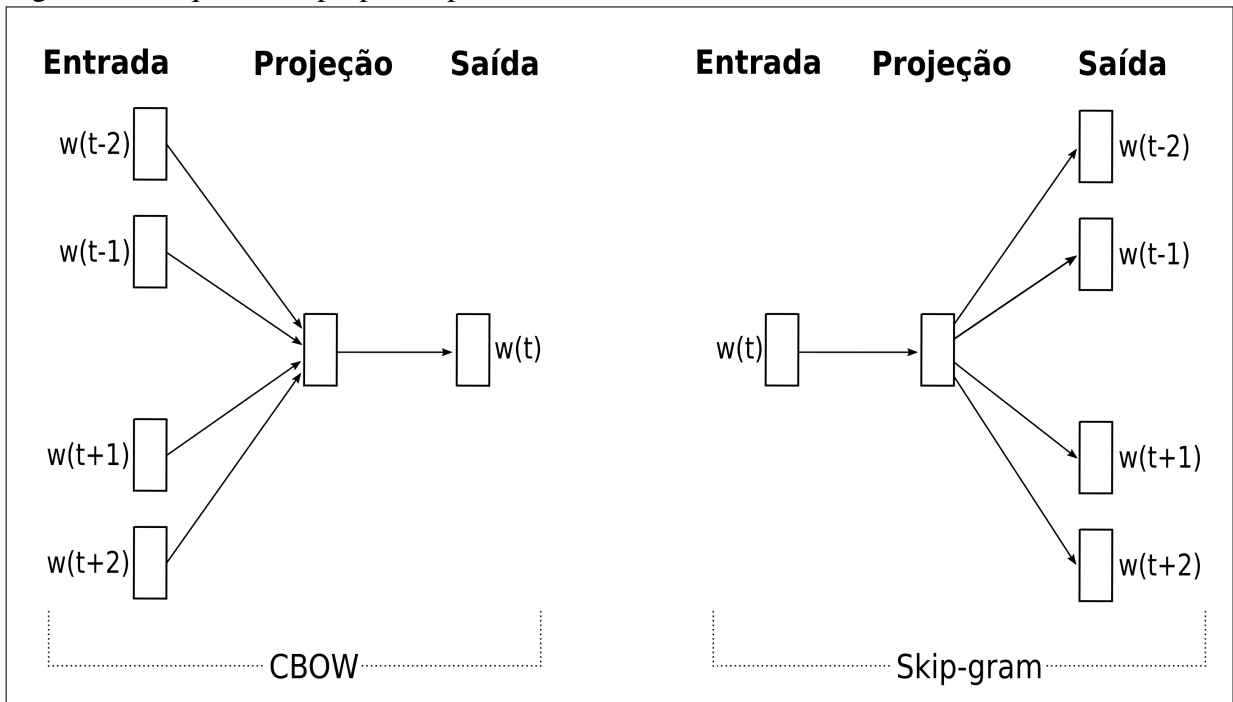 Entrada Projeção Saída
w(t-2)
w(t-1)
w(t)
w(t+1)
w(t+2)
CBOW
Entrada Projeção Saída
w(t-2)
w(t-1)
w(t)
w(t+1)
w(t+2)
Skip-gram